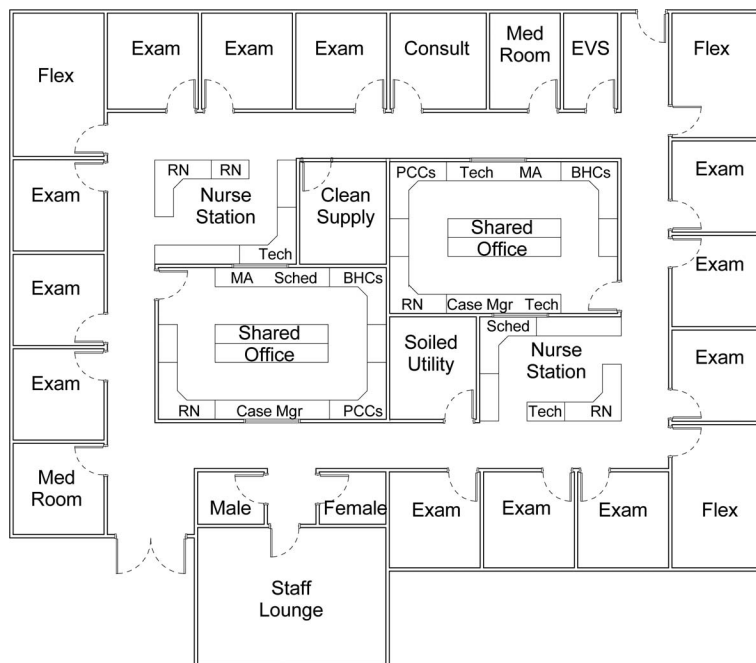 Flex
Exam
Exam
Exam
Consult
Med
Room
EVS
Flex
RN
RN
Nurse
Station
Tech
Clean
Supply
PCCs
Tech
MA
BHCs
Shared
Office
RN
Case Mgr
Tech
Exam
Exam
Exam
Exam
Exam
Exam
MA
Sched
BHCs
Shared
Office
RN
Case Mgr
PCCs
Soiled
Utility
Sched
Nurse
Station
Tech
RN
Med
Room
Male
Female
Exam
Exam
Exam
Flex
Staff
Lounge